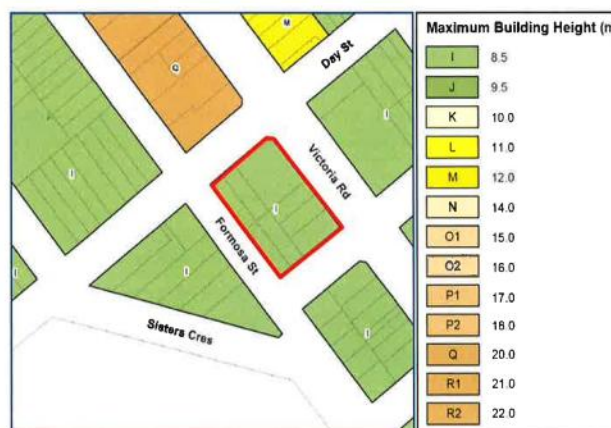 M
Day St
Q
I
I
Victoria Rd
I
Formosa St
I
I
I
Sisters Cres
Maximum Building Height (m
I 8.5
J 9.5
K 10.0
L 11.0
M 12.0
N 14.0
O1 15.0
O2 16.0
P1 17.0
P2 18.0
Q 20.0
R1 21.0
R2 22.0